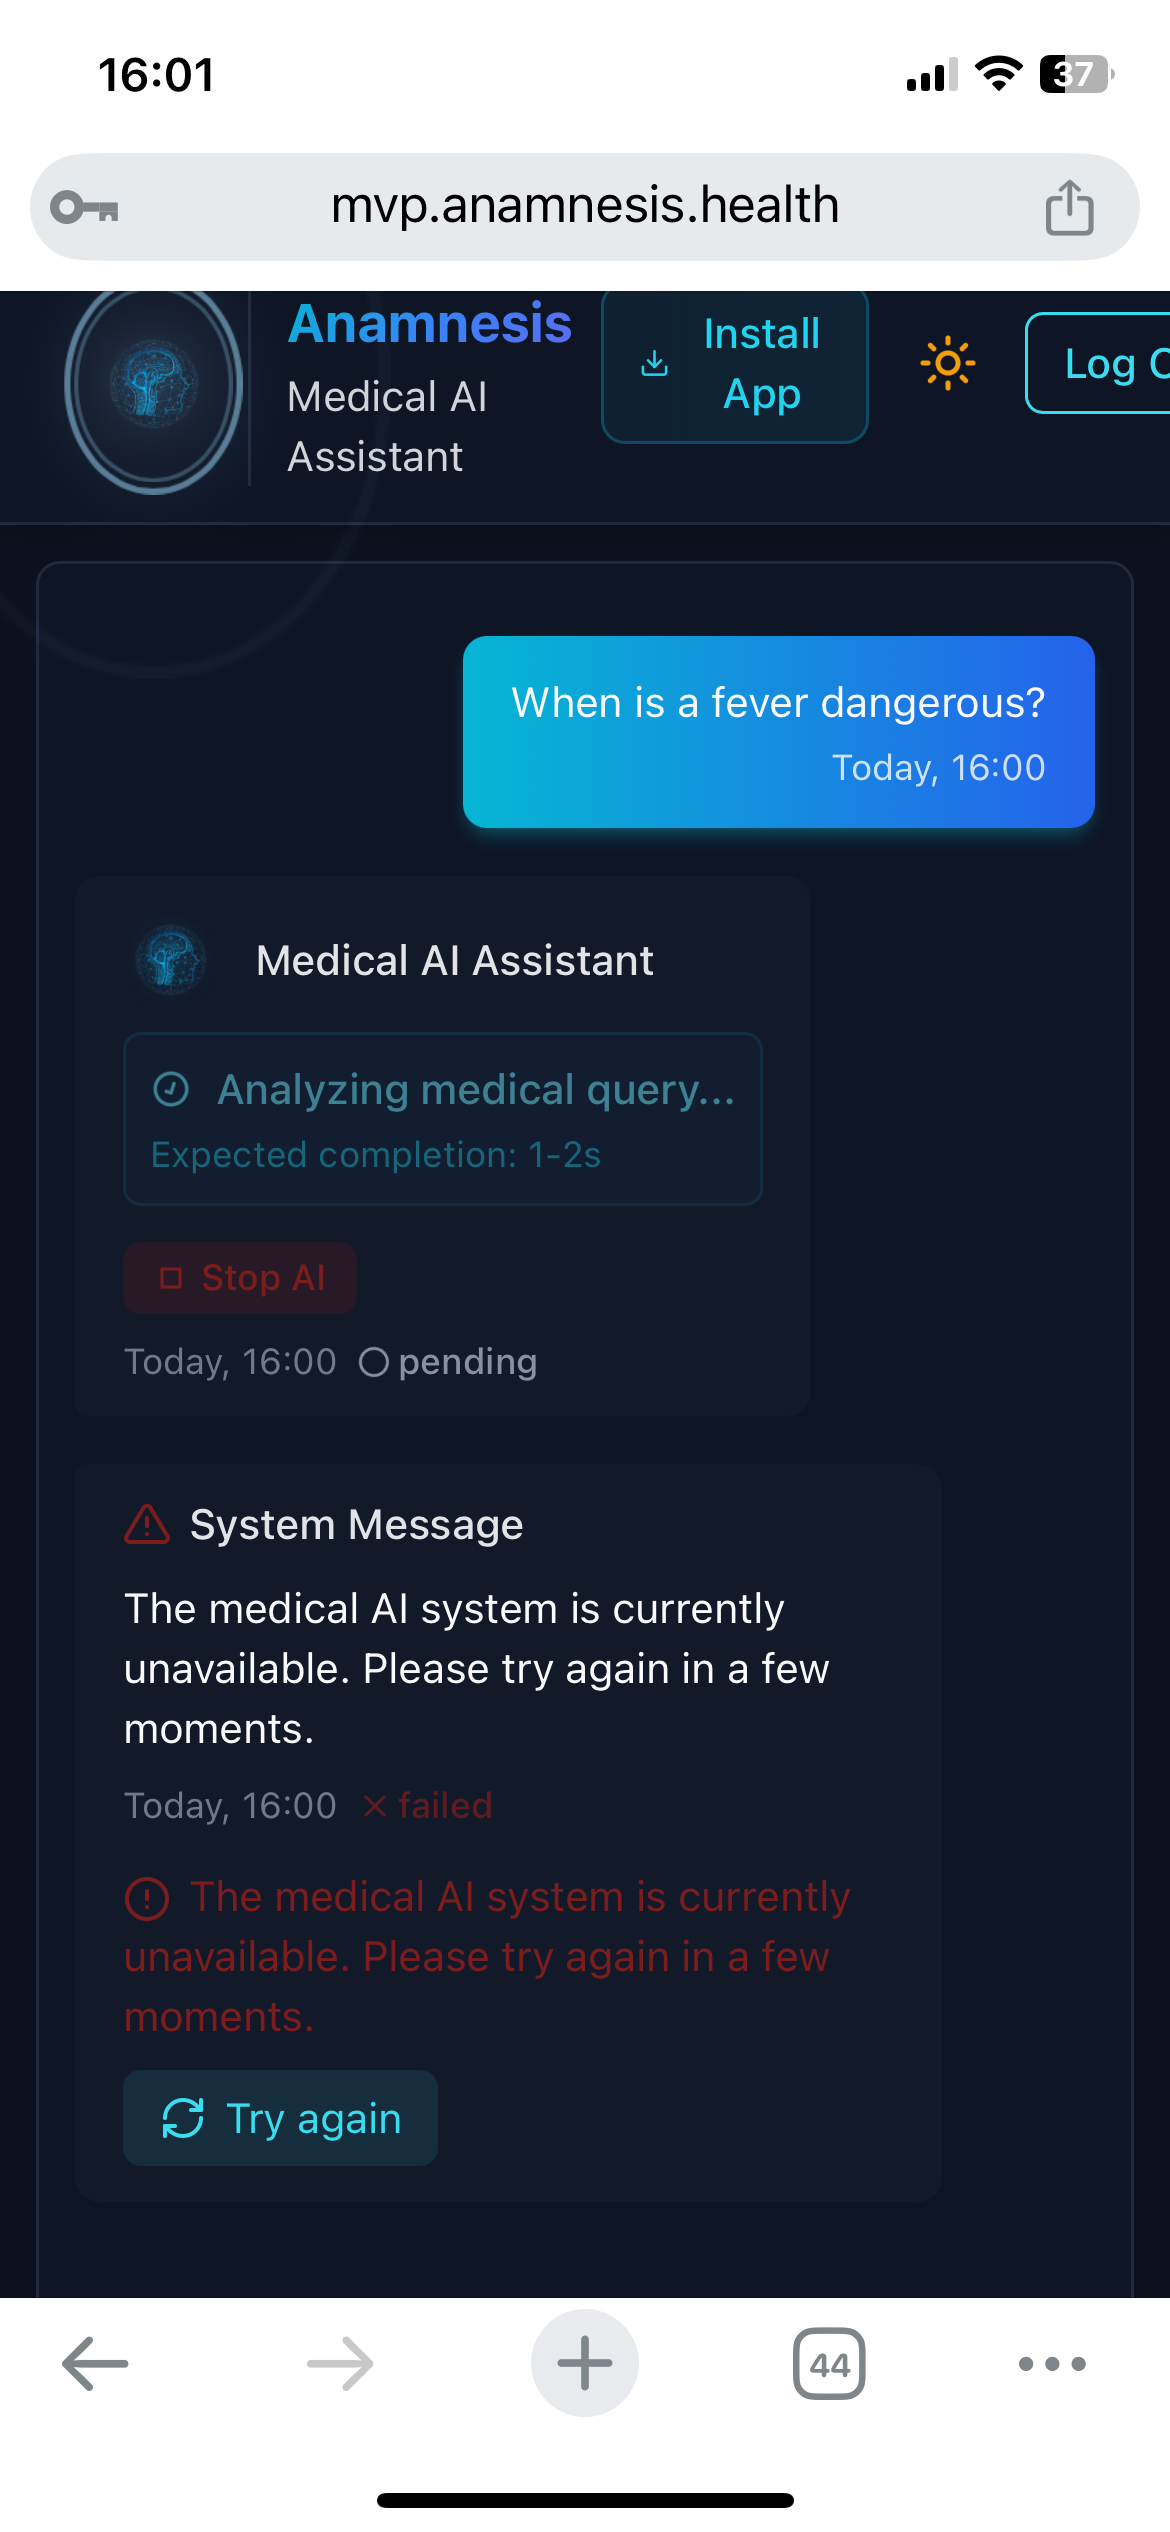 16:01
37
mvp.anamnesis.health
Anamnesis
Medical AI
Assistant
Install
App
Log
When is a fever dangerous?
Today, 16:00
Medical AI Assistant
Analyzing medical query...
Expected completion: 1-2s
Stop AI
Today, 16:00 pending
System Message
The medical AI system is currently
unavailable. Please try again in a few
moments.
Today, 16:00 failed
The medical AI system is currently
unavailable. Please try again in a few
moments.
Try again
44